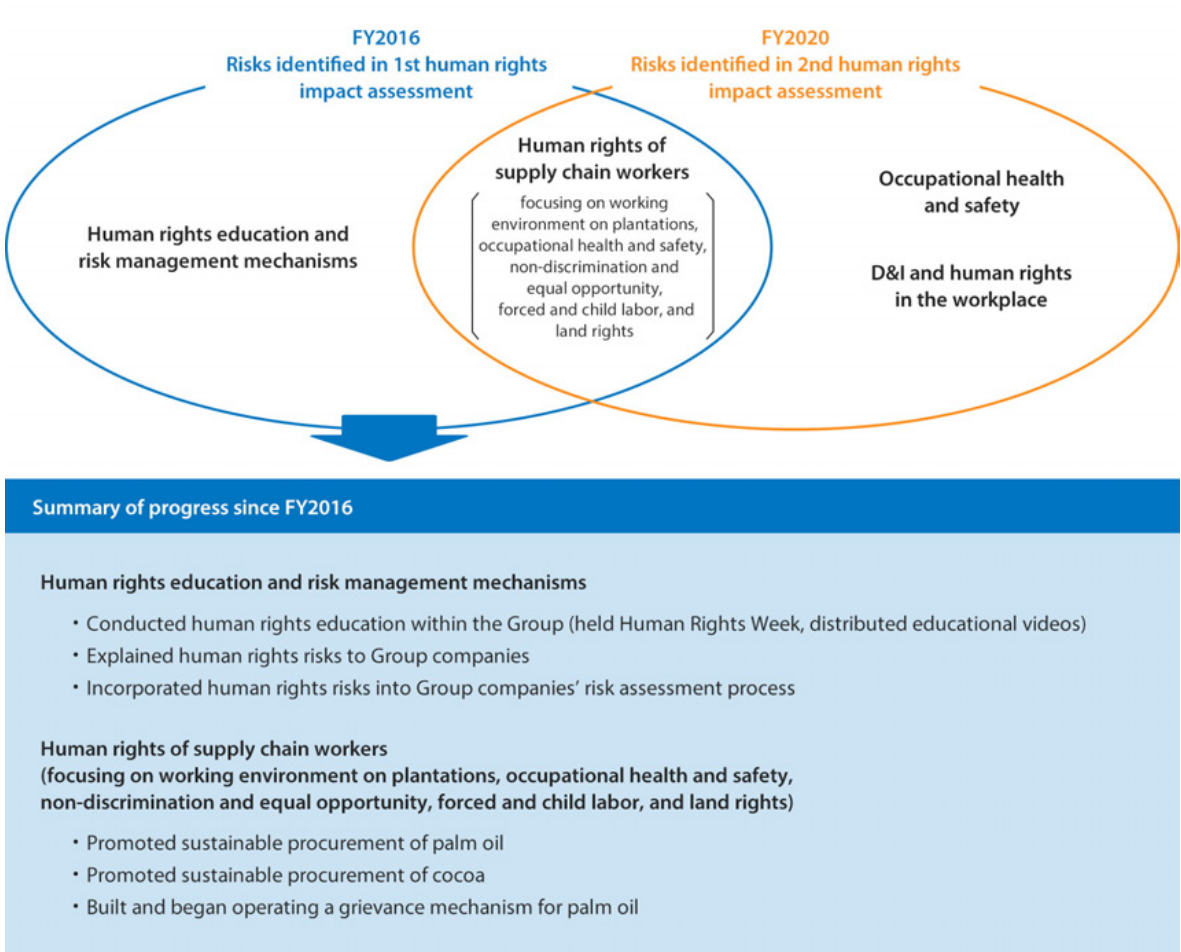 FY2016
Risks identified in 1st human rights
impact assessment
FY2020
Risks identified in 2nd human rights
impact assessment
Human rights education and
risk management mechanisms
Human rights of
supply chain workers
focusing on working
environment on plantations,
occupational health and safety,
non-discrimination and
equal opportunity,
forced and child labor, and
land rights
Occupational health
and safety
D&I and human rights
in the workplace
Summary of progress since FY2016
Human rights education and risk management mechanisms
・Conducted human rights education within the Group (held Human Rights Week, distributed educational videos)
・Explained human rights risks to Group companies
・Incorporated human rights risks into Group companies’ risk assessment process
Human rights of supply chain workers
(focusing on working environment on plantations, occupational health and safety,
non-discrimination and equal opportunity, forced and child labor, and land rights)
・Promoted sustainable procurement of palm oil
・Promoted sustainable procurement of cocoa
・Built and began operating a grievance mechanism for palm oil